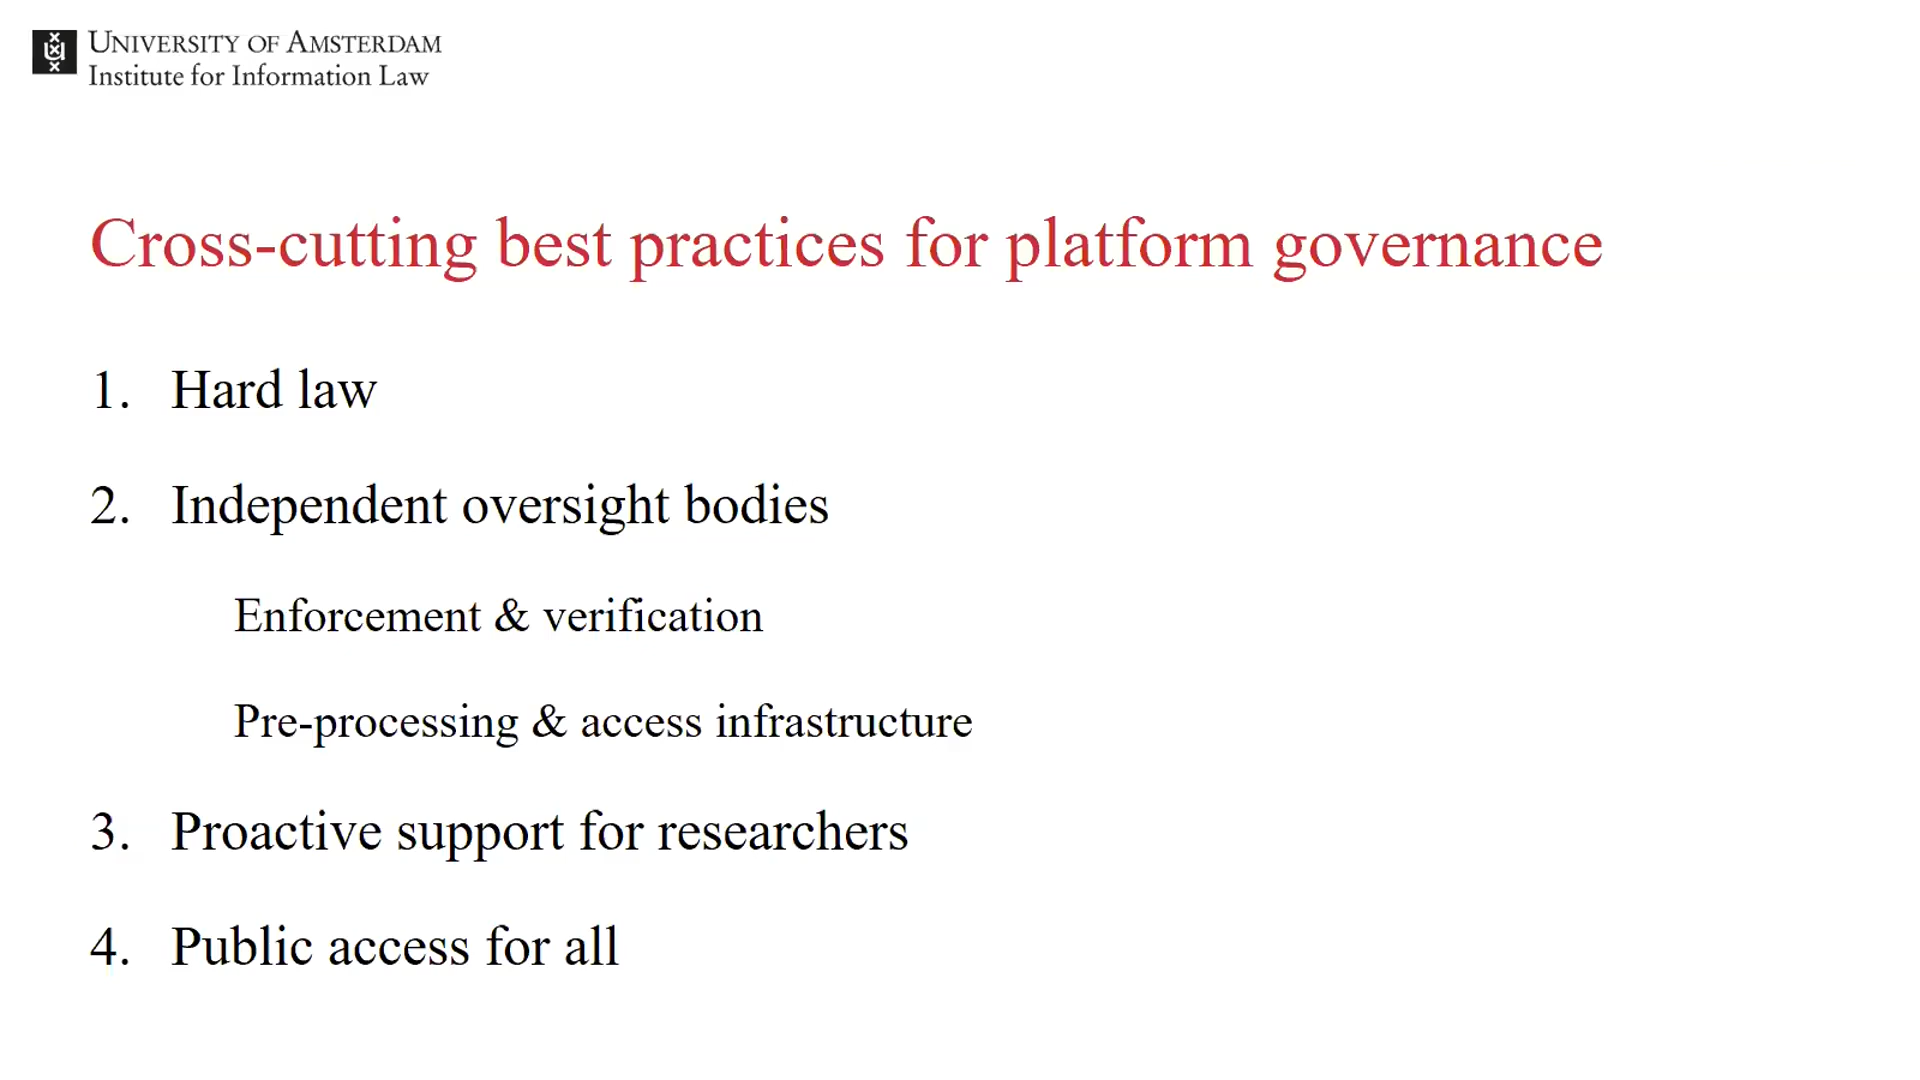 UNIVERSITY OF AMSTERDAM
Institute for Information Law
Cross-cutting best practices for platform governance
1. Hard law
2. Independent oversight bodies
Enforcement & verification
Pre-processing & access infrastructure
3. Proactive support for researchers
4. Public access for all